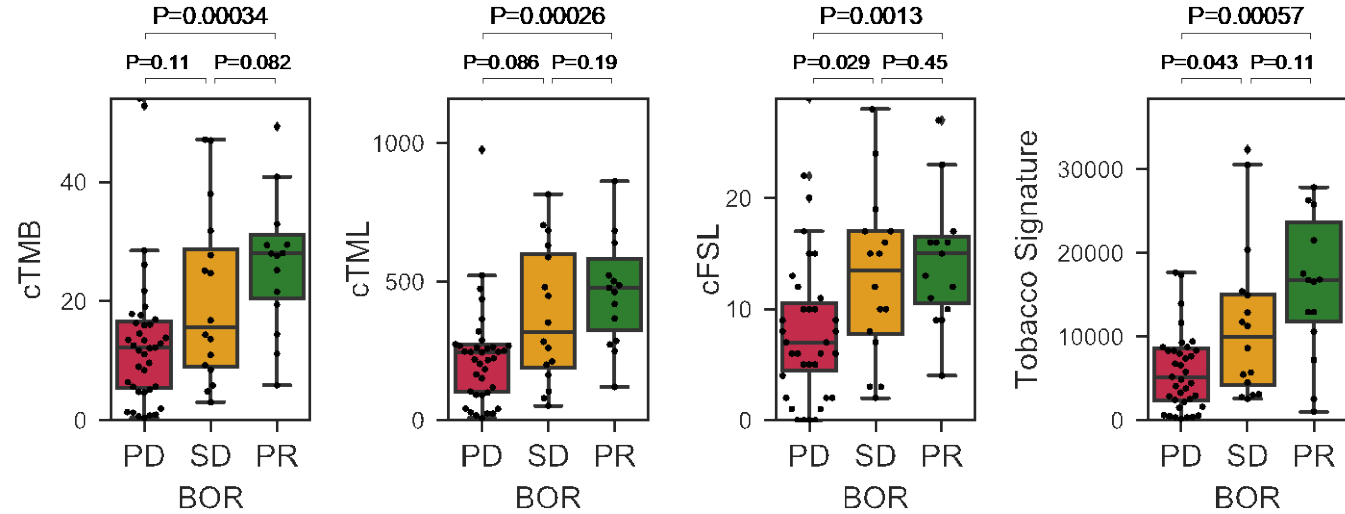 P=0.00034
P=0.11 P=0.082
cTMB
40
20
0
PD SD PR
BOR
P=0.00026
P=0.086 P=0.19
cTML
1000
500
0
PD SD PR
BOR
P=0.0013
P=0.029 P=0.45
cFSL
20
10
0
PD SD PR
BOR
P=0.00057
P=0.043 P=0.11
Tobacco Signature
30000
20000
10000
0
PD SD PR
BOR